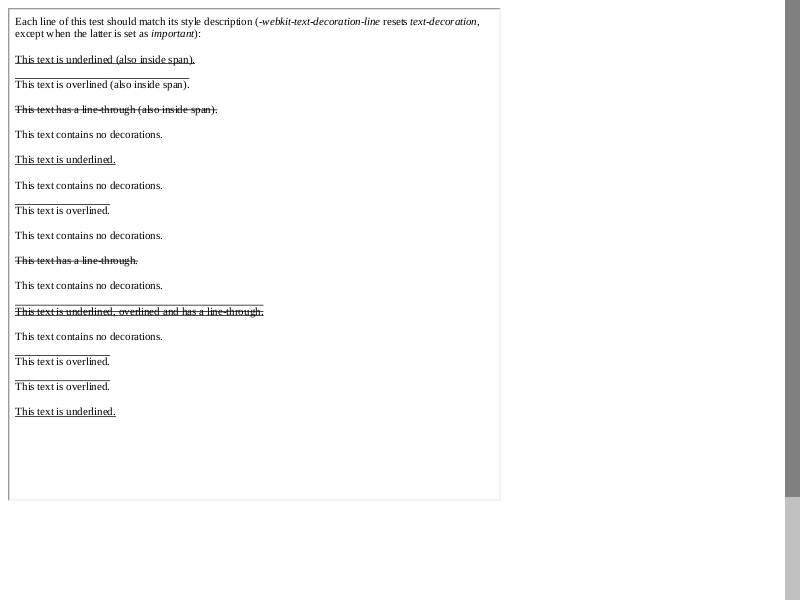 Each line of this test should match its style description (-webkit-text-decoration-line resets text-decoration,
except when the latter is set as important):
This text is underlined (also inside span).
This text is overlined (also inside span).
This text has a line-through (also inside span).
This text contains no decorations.
This text is underlined.
This text contains no decorations.
This text is overlined.
This text contains no decorations.
This text has a line-through.
This text contains no decorations.
This text is underlined, overlined and has a line-through.
This text contains no decorations.
This text is overlined.
This text is overlined.
This text is underlined.